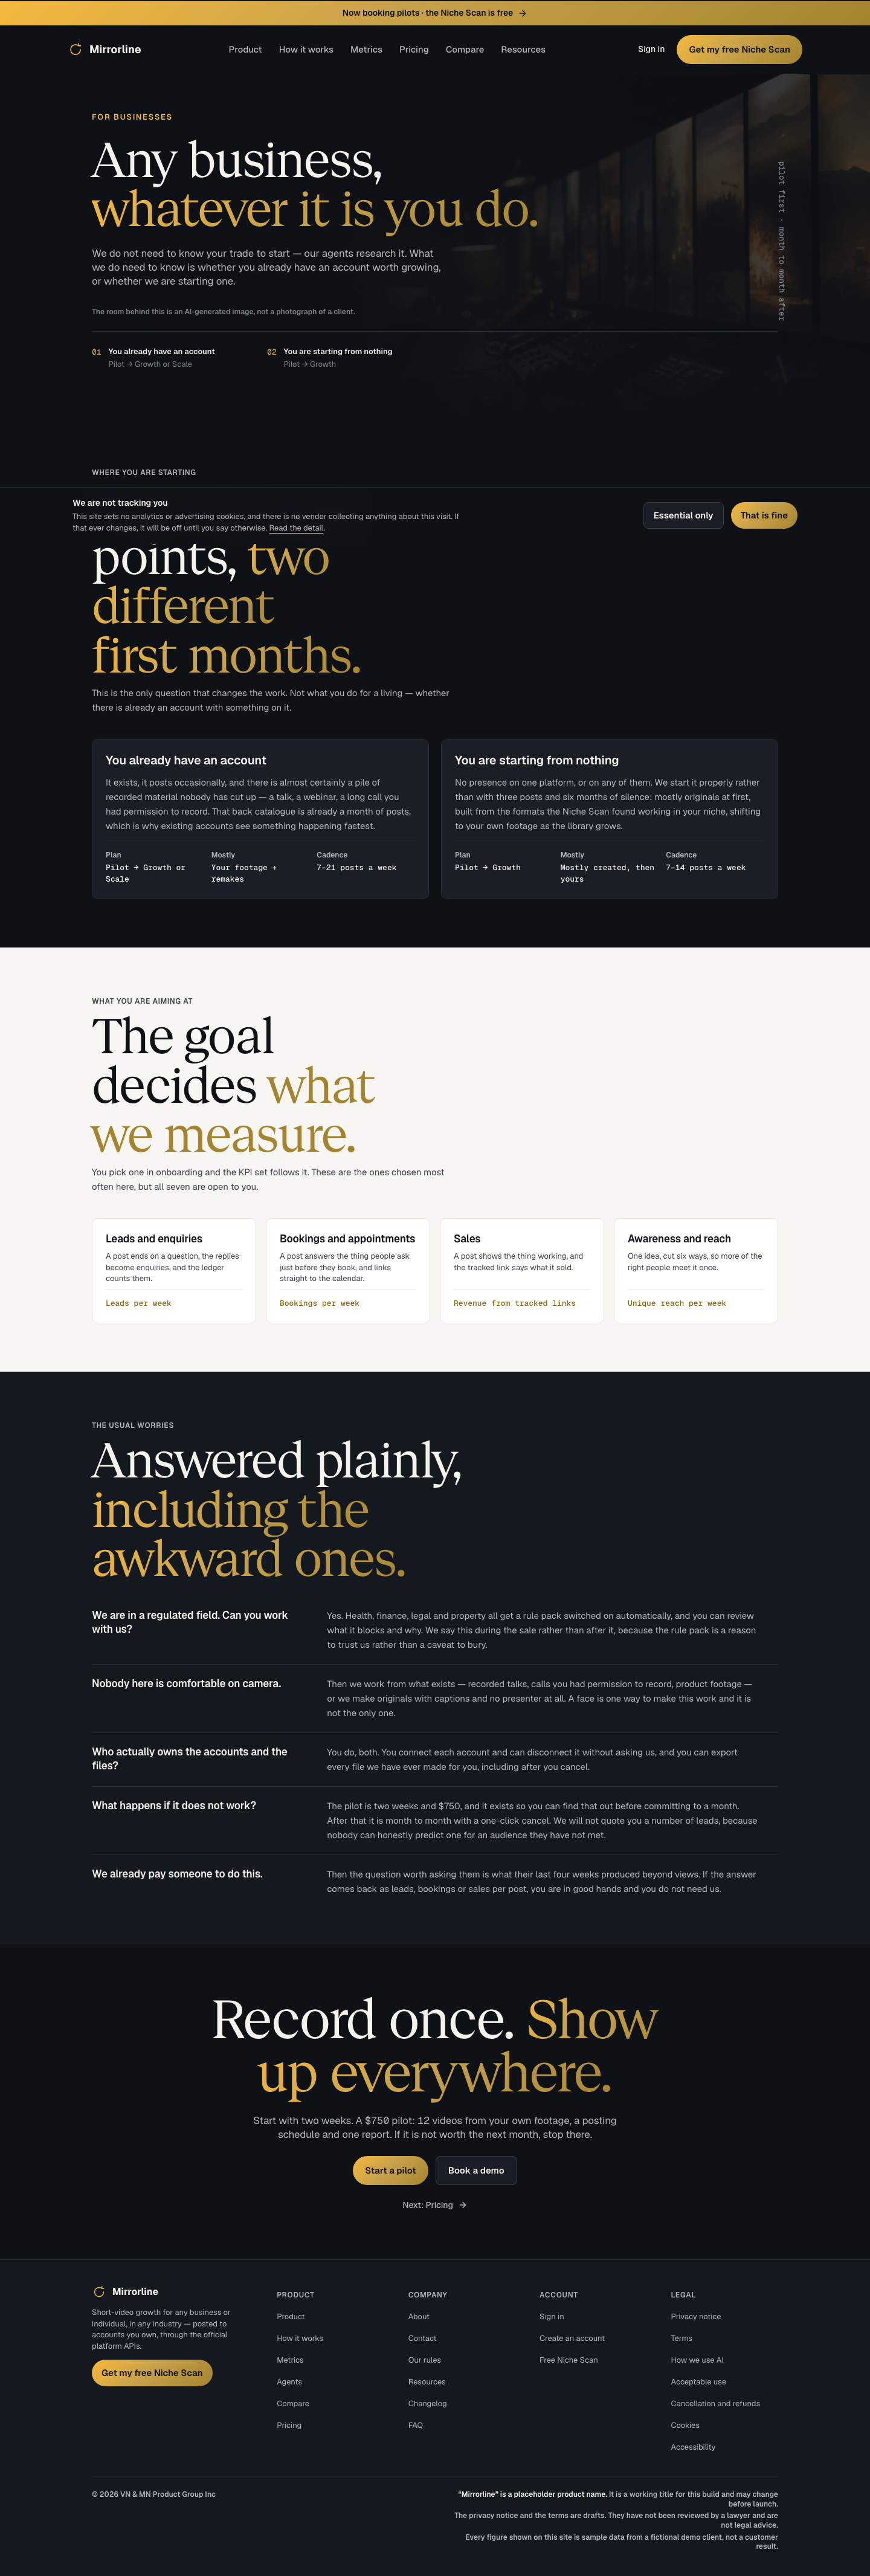 Now booking pilots · the Niche Scan is free →
Mirrorline
Product How it works Metrics Pricing Compare Resources
Sign in Get my free Niche Scan
FOR BUSINESSES
Any business,
whatever it is you do.
We do not need to know your trade to start — our agents research it. What
we do need to know is whether you already have an account worth growing,
or whether we are starting one.
The room behind this is an AI-generated image, not a photograph of a client.
pilot first · month to month after
01 You already have an account
Pilot → Growth or Scale
02 You are starting from nothing
Pilot → Growth
WHERE YOU ARE STARTING
We are not tracking you
This site sets no analytics or advertising cookies, and there is no vendor collecting anything about this visit. If
that ever changes, it will be off until you say otherwise. Read the detail.
Essential only That is fine
points, two
different
first months.
This is the only question that changes the work. Not what you do for a living — whether
there is already an account with something on it.
You already have an account
It exists, it posts occasionally, and there is almost certainly a pile of
recorded material nobody has cut up — a talk, a webinar, a long call you
had permission to record. That back catalogue is already a month of posts,
which is why existing accounts see something happening fastest.
Plan Mostly Cadence
Pilot → Growth or Your footage + 7–21 posts a week
Scale remakes
You are starting from nothing
No presence on one platform, or on any of them. We start it properly rather
than with three posts and six months of silence: mostly originals at first,
built from the formats the Niche Scan found working in your niche, shifting
to your own footage as the library grows.
Plan Mostly Cadence
Pilot → Growth Mostly created, then 7–14 posts a week
yours
WHAT YOU ARE AIMING AT
The goal
decides what
we measure.
You pick one in onboarding and the KPI set follows it. These are the ones chosen most
often here, but all seven are open to you.
Leads and enquiries
A post ends on a question, the replies
become enquiries, and the ledger
counts them.
Leads per week
Bookings and appointments
A post answers the thing people ask
just before they book, and links
straight to the calendar.
Bookings per week
Sales
A post shows the thing working, and
the tracked link says what it sold.
Revenue from tracked links
Awareness and reach
One idea, cut six ways, so more of the
right people meet it once.
Unique reach per week
THE USUAL WORRIES
Answered plainly,
including the
awkward ones.
We are in a regulated field. Can you work
with us?
Yes. Health, finance, legal and property all get a rule pack switched on automatically, and you can review
what it blocks and why. We say this during the sale rather than after it, because the rule pack is a reason
to trust us rather than a caveat to bury.
Nobody here is comfortable on camera.
Then we work from what exists — recorded talks, calls you had permission to record, product footage —
or we make originals with captions and no presenter at all. A face is one way to make this work and it is
not the only one.
Who actually owns the accounts and the
files?
You do, both. You connect each account and can disconnect it without asking us, and you can export
every file we have ever made for you, including after you cancel.
What happens if it does not work?
The pilot is two weeks and $750, and it exists so you can find that out before committing to a month.
After that it is month to month with a one-click cancel. We will not quote you a number of leads, because
nobody can honestly predict one for an audience they have not met.
We already pay someone to do this.
Then the question worth asking them is what their last four weeks produced beyond views. If the answer
comes back as leads, bookings or sales per post, you are in good hands and you do not need us.
Record once. Show
up everywhere.
Start with two weeks. A $750 pilot: 12 videos from your own footage, a posting
schedule and one report. If it is not worth the next month, stop there.
Start a pilot Book a demo
Next: Pricing →
Mirrorline
Short-video growth for any business or
individual, in any industry — posted to
accounts you own, through the official
platform APIs.
Get my free Niche Scan
PRODUCT
Product
How it works
Metrics
Agents
Compare
Pricing
COMPANY
About
Contact
Our rules
Resources
Changelog
FAQ
ACCOUNT
Sign in
Create an account
Free Niche Scan
LEGAL
Privacy notice
Terms
How we use AI
Acceptable use
Cancellation and refunds
Cookies
Accessibility
© 2026 VN & MN Product Group Inc
"Mirrorline" is a placeholder product name. It is a working title for this build and may change
before launch.
The privacy notice and the terms are drafts. They have not been reviewed by a lawyer and are
not legal advice.
Every figure shown on this site is sample data from a fictional demo client, not a customer
result.